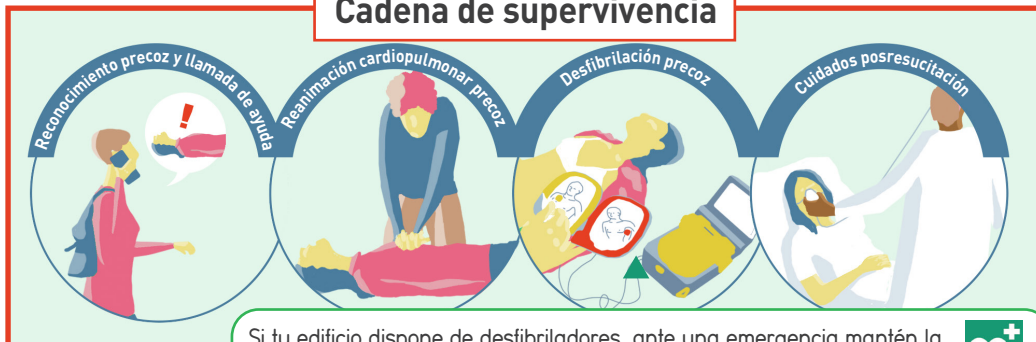 Cadena de supervivencia
Reconocimiento precoz y llamada de ayuda
Reanimación cardiopulmonar precoz
Desfibrilación precoz
Cuidados posresucitación
Si tu edificio dispone de desfibriladores, ante una emergencia mantén la